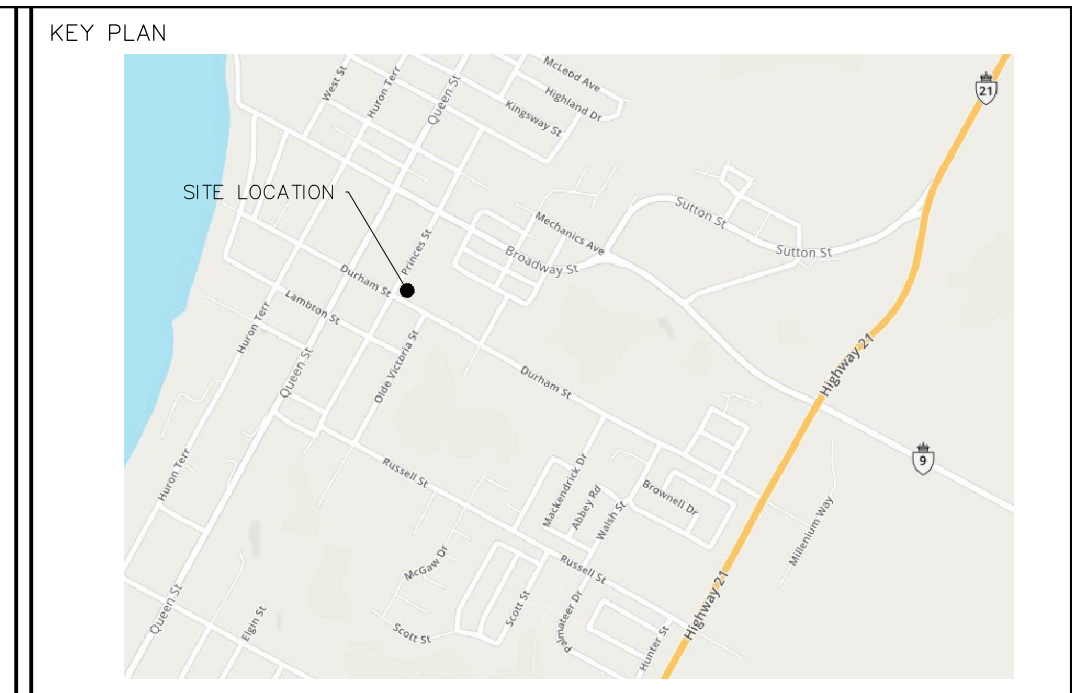 KEY PLAN
McLeod Ave
West St
Huron Terr
Queen St
Highland Dr
Kingsway St
21
SITE LOCATION
Sutton St
Mechanics Ave
Princes St
Broadway St
Sutton St
Durham St
Lambton St
Huron Terr
Queen St
Olde Victoria St
Highway 21
Durham St
9
Russell St
Huron Terr
Mackendrick Dr
Abbey Rd
Walsh St
Brownell Dr
Millenium Way
McGaw Dr
Russell St
Queen St
Elgin St
Scott St
Scott St
Palmateer Dr
Hunter St
Highway 21